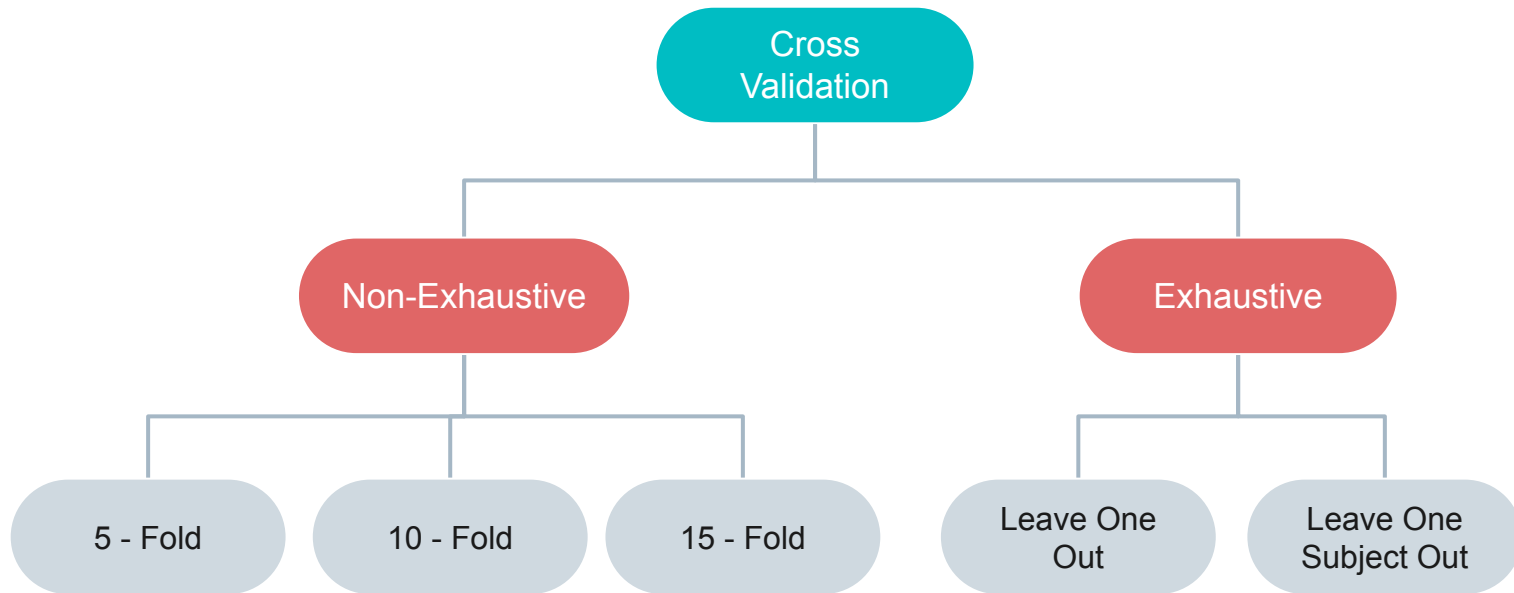 Cross
Validation
Non-Exhaustive
Exhaustive
5 - Fold
10 - Fold
15 - Fold
Leave One
Out
Leave One
Subject Out